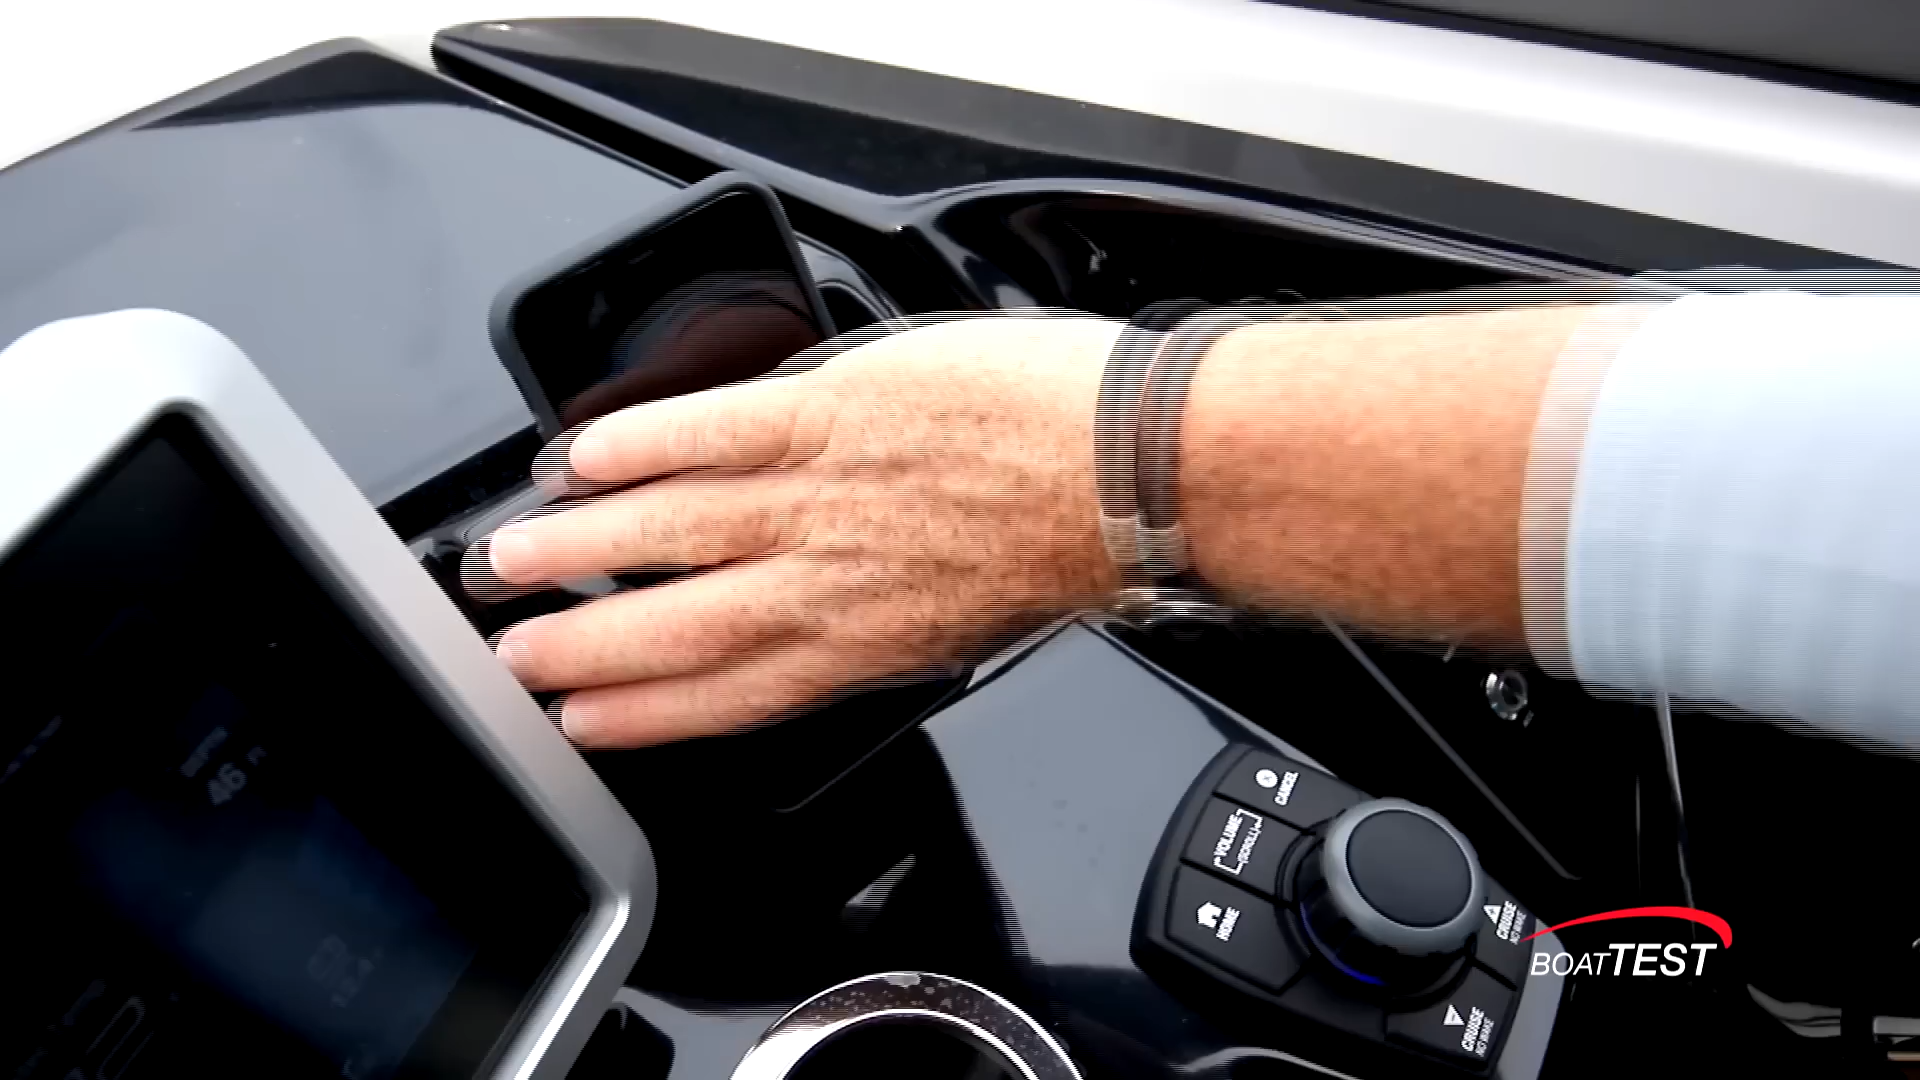 46
CANCEL
VOLUME
(SCROLL)
HOME
CRUISE
NO WAKE
CRUISE
NO WAKE
BOATTEST